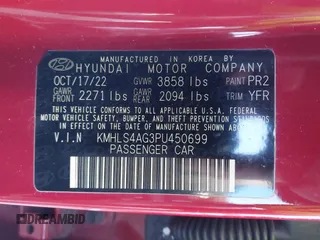 MANUFACTURED IN KOREA BY
HYUNDAI MOTOR COMPANY
OCT/17/22 GVWR 3858 lbs PAINT PR2
GAWR FRONT 2271 lbs GAWR REAR 2094 lbs TRIM YFR
THIS VEHICLE CONFORMS TO ALL APPLICABLE U.S.A. FEDERAL
MOTOR VEHICLE SAFETY, BUMPER, AND THEFT PREVENTION
STANDARDS IN EFFECT ON THE DATE OF MANUFACTURE SHOWN ABOVE.
V.I.N KMHLS4AG3PU450699
PASSENGER CAR
DREAMBID